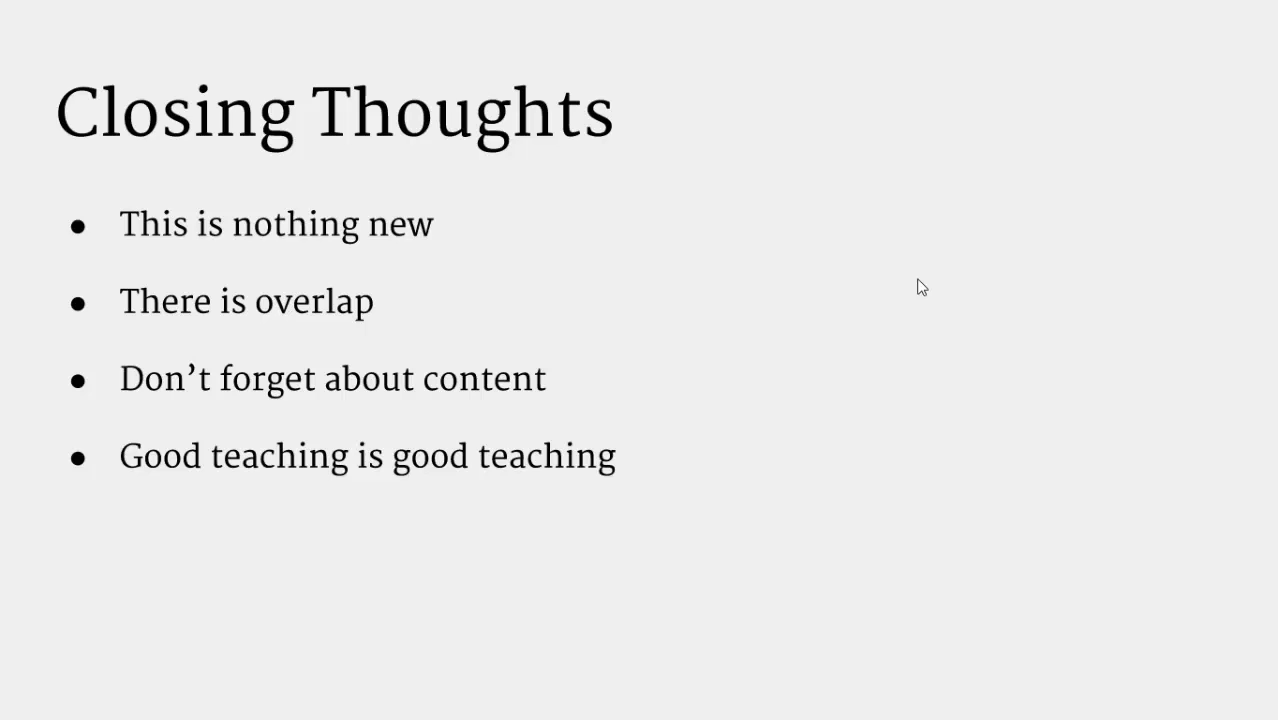 Closing Thoughts
● This is nothing new
● There is overlap
● Don’t forget about content
● Good teaching is good teaching